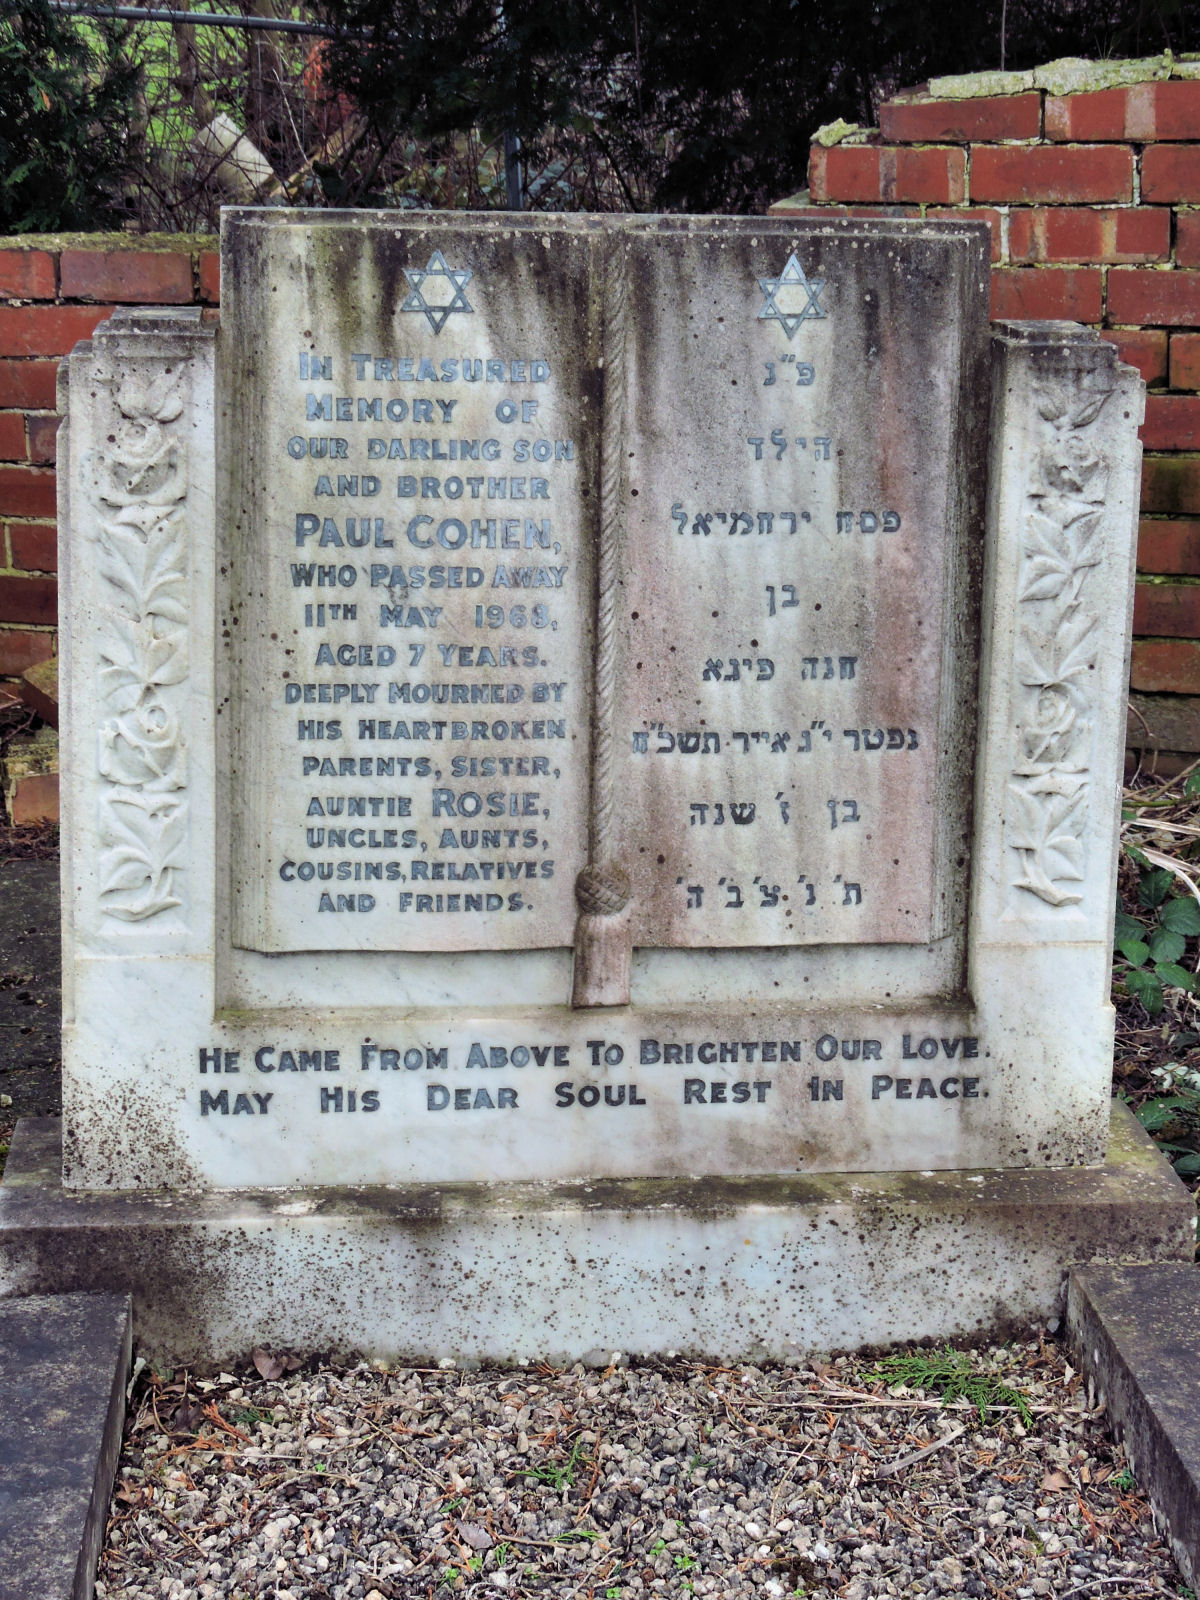 IN TREASURED
MEMORY OF
OUR DARLING SON
AND BROTHER
PAUL COHEN,
WHO PASSED AWAY
11TH MAY 1968,
AGED 7 YEARS.
DEEPLY MOURNED BY
HIS HEARTBROKEN
PARENTS, SISTER,
AUNTIE ROSIE,
UNCLES, AUNTS,
COUSINS, RELATIVES
AND FRIENDS.
פ"נ
הילד
פסח ירחמיאל
בן
חנה פיגא
נפטר י"ג אייר תשכ"ח
בן ז' שנה
ת' נ' צ' ב' ה'
HE CAME FROM ABOVE TO BRIGHTEN OUR LOVE.
MAY HIS DEAR SOUL REST IN PEACE.